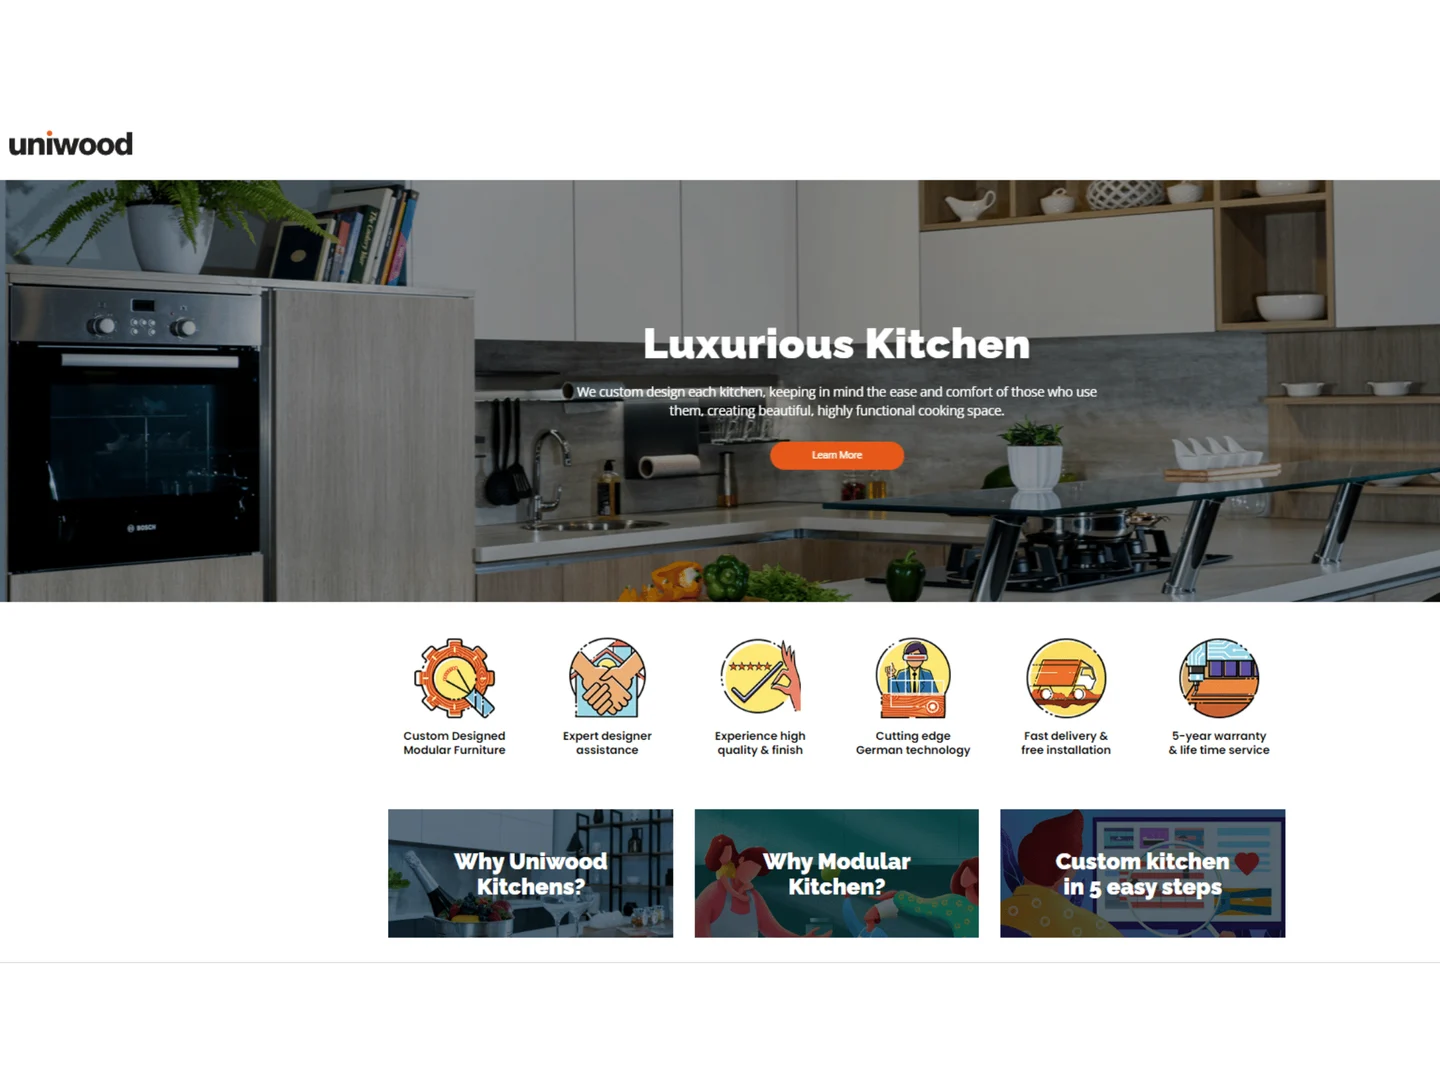 uniwood
Luxurious Kitchen
We custom design each kitchen, keeping in mind the ease and comfort of those who use
them, creating beautiful, highly functional cooking space.
Learn More
BOSCH
Custom Designed
Modular Furniture
Expert designer
assistance
Experience high
quality & finish
Cutting edge
German technology
Fast delivery &
free installation
5-year warranty
& life time service
Why Uniwood
Kitchens?
Why Modular
Kitchen?
Custom kitchen
in 5 easy steps